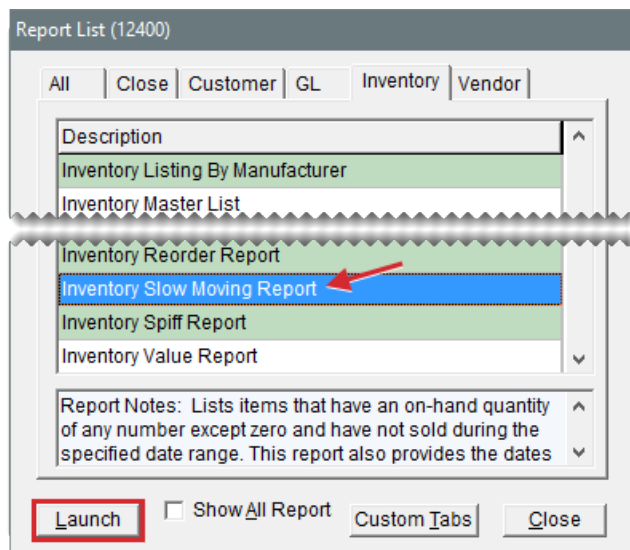 Report List (12400)
All Close Customer GL Inventory Vendor
Description
Inventory Listing By Manufacturer
Inventory Master List
Inventory Reorder Report
Inventory Slow Moving Report
Inventory Spiff Report
Inventory Value Report
Report Notes: Lists items that have an on-hand quantity
of any number except zero and have not sold during the
specified date range. This report also provides the dates
Launch Show All Report Custom Tabs Close